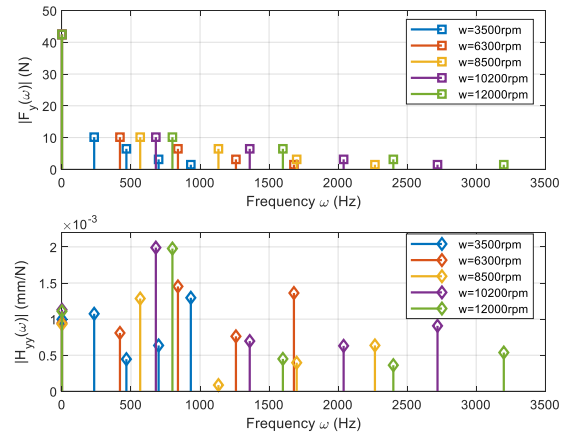 |F_y(ω)| (N)
50
40
30
20
10
0
w=3500rpm
w=6300rpm
w=8500rpm
w=10200rpm
w=12000rpm
0 500 1000 1500 2000 2500 3000 3500
Frequency ω (Hz)
×10⁻³
|H_yy(ω)| (mm/N)
2
1.5
1
0.5
0
w=3500rpm
w=6300rpm
w=8500rpm
w=10200rpm
w=12000rpm
0 500 1000 1500 2000 2500 3000 3500
Frequency ω (Hz)